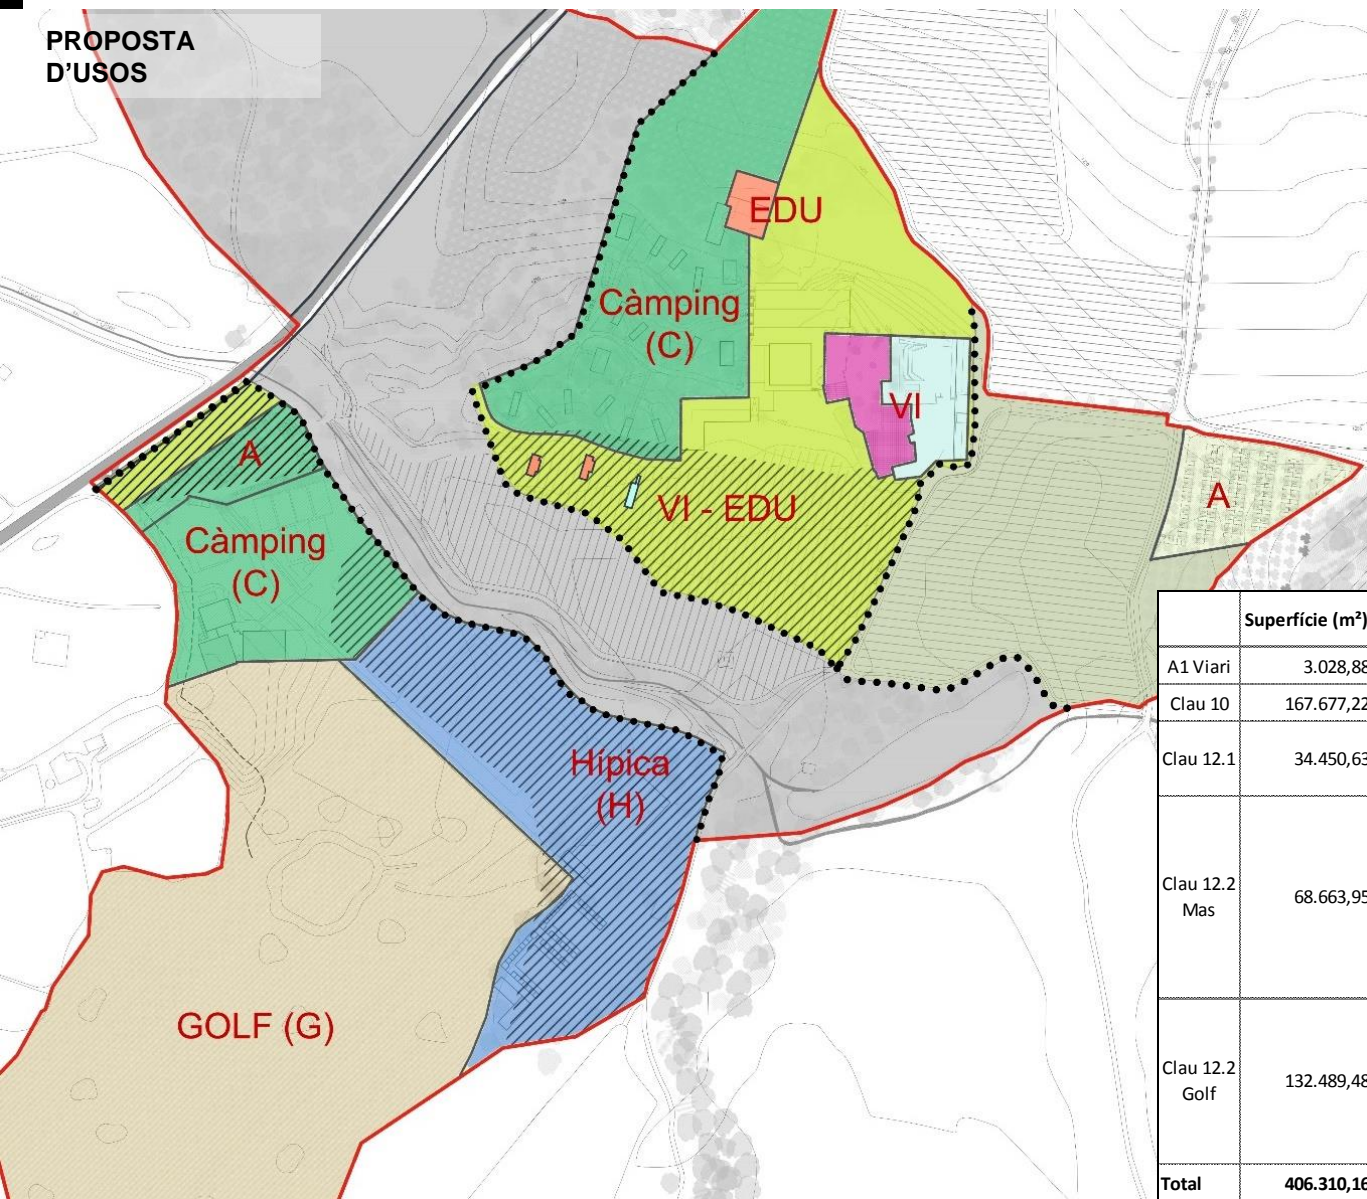 PROPOSTA
D'USOS
EDU
Càmping
(C)
VI
A
VI - EDU
A
Càmping
(C)
Hípica
(H)
GOLF (G)
Superfície (m²)
A1 Viari 3.028,88
Clau 10 167.677,22
Clau 12.1 34.450,63
Clau 12.2
Mas 68.663,95
Clau 12.2
Golf 132.489,48
Total 406.310,16